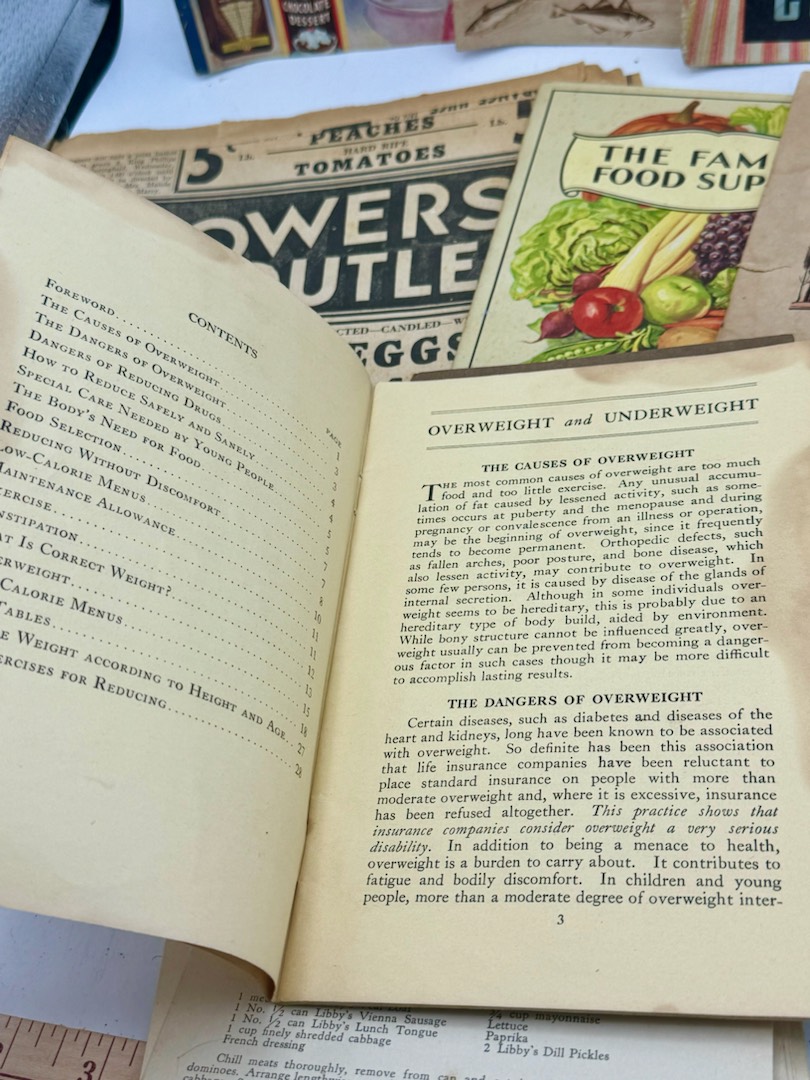 CHOCOLATE
DESSERT
PEACHES
5¢
HARD RIPE
TOMATOES
THE FAM
FOOD SUP
OWERS
OUTLE
CTED—CANDLED—W
EGGS
CONTENTS
PAGE
FOREWORD 1
THE CAUSES OF OVERWEIGHT
THE DANGERS OF OVERWEIGHT
DANGERS OF REDUCING DRUGS
HOW TO REDUCE SAFELY AND SANELY
SPECIAL CARE NEEDED BY YOUNG PEOPLE
THE BODY'S NEED FOR FOOD
FOOD SELECTION
REDUCING WITHOUT DISCOMFORT
LOW-CALORIE MENUS
MAINTENANCE ALLOWANCE
ERCISE
NSTIPATION
AT IS CORRECT WEIGHT?
ERWEIGHT
CALORIE MENUS
TABLES
E WEIGHT ACCORDING TO HEIGHT AND AGE 27
ERCISES FOR REDUCING 28
OVERWEIGHT and UNDERWEIGHT
THE CAUSES OF OVERWEIGHT
THE most common causes of overweight are too much
food and too little exercise. Any unusual accumu-
lation of fat caused by lessened activity, such as some-
times occurs at puberty and the menopause and during
pregnancy or convalescence from an illness or operation,
may be the beginning of overweight, since it frequently
tends to become permanent. Orthopedic defects, such
as fallen arches, poor posture, and bone disease, which
also lessen activity, may contribute to overweight. In
some few persons, it is caused by disease of the glands of
internal secretion. Although in some individuals over-
weight seems to be hereditary, this is probably due to an
hereditary type of body build, aided by environment.
While bony structure cannot be influenced greatly, over-
weight usually can be prevented from becoming a danger-
ous factor in such cases though it may be more difficult
to accomplish lasting results.
THE DANGERS OF OVERWEIGHT
Certain diseases, such as diabetes and diseases of the
heart and kidneys, long have been known to be associated
with overweight. So definite has been this association
that life insurance companies have been reluctant to
place standard insurance on people with more than
moderate overweight and, where it is excessive, insurance
has been refused altogether. This practice shows that
insurance companies consider overweight a very serious
disability. In addition to being a menace to health,
overweight is a burden to carry about. It contributes to
fatigue and bodily discomfort. In children and young
people, more than a moderate degree of overweight inter-
3
1 No. ½ can Libby's Vienna Sausage
1 No. ½ can Libby's Lunch Tongue
1 cup finely shredded cabbage
French dressing
¾ cup mayonnaise
Lettuce
Paprika
2 Libby's Dill Pickles
Chill meats thoroughly, remove from can and
dominoes. Arrange
2
3